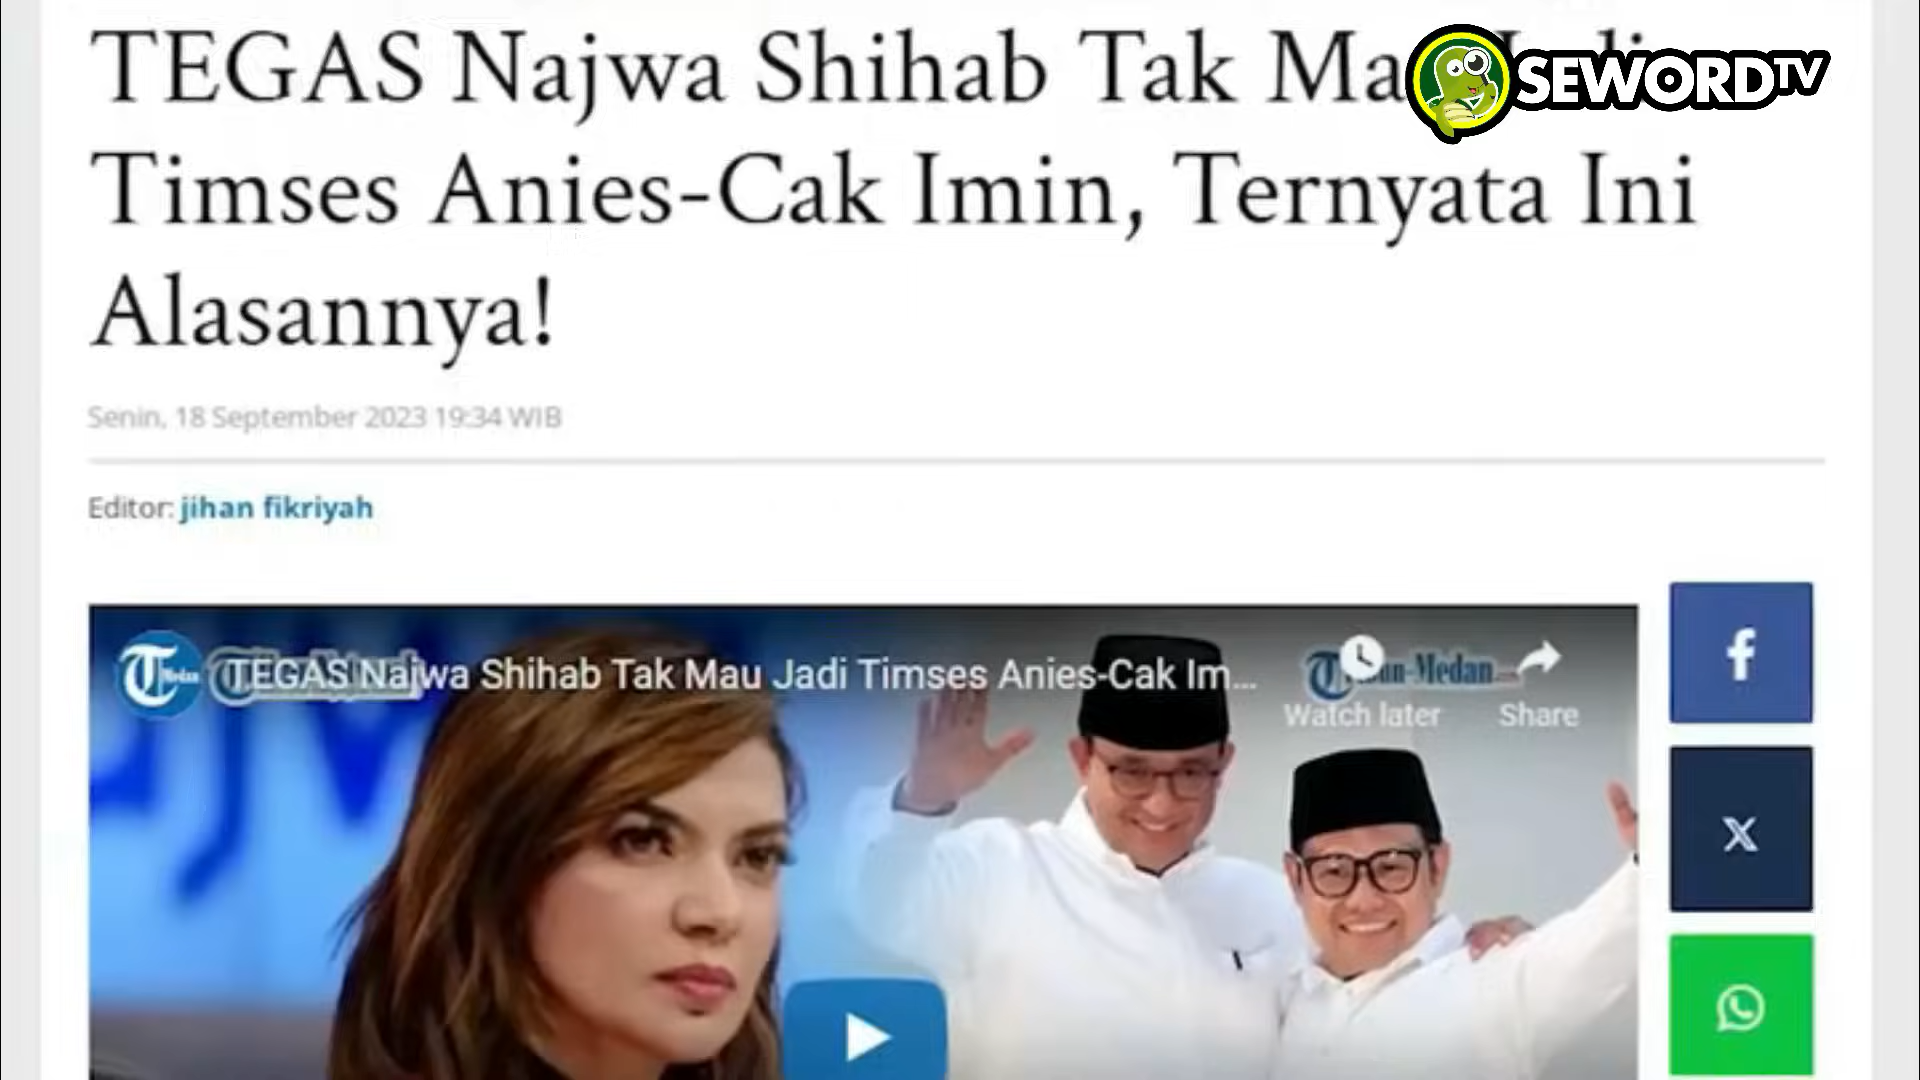 TEGAS Najwa Shihab Tak
SEWORDTV
Timses Anies-Cak Imin, Ternyata Ini
Alasannya!
Senin, 18 September 2023 19:34 WIB
Editor: jihan fikriyah
TEGAS Najwa Shihab Tak Mau Jadi Timses Anies-Cak Im...
Watch later
Share